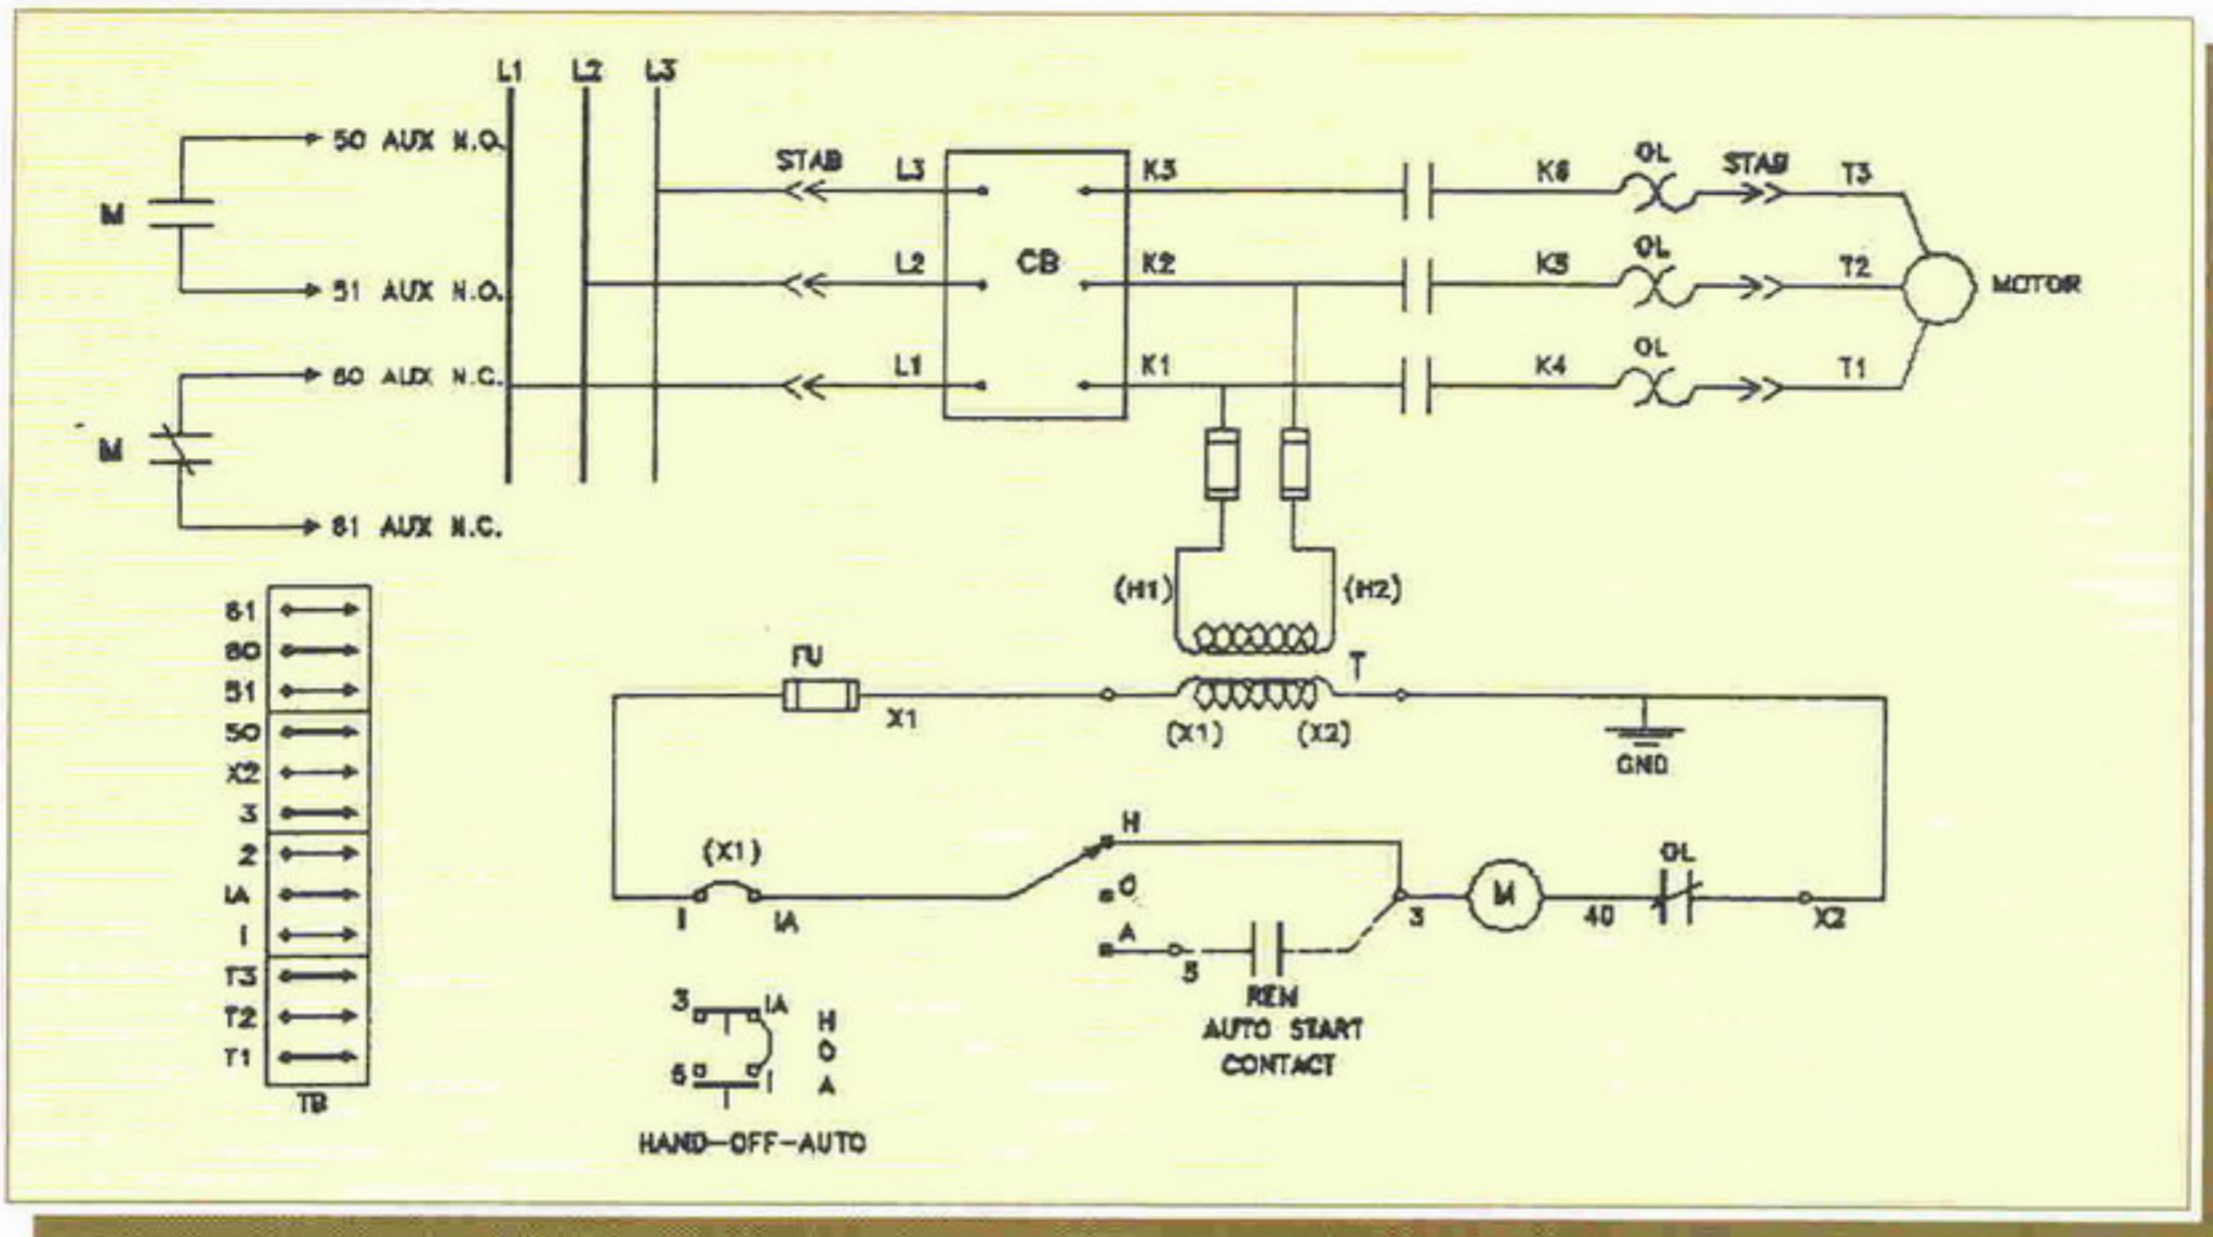 L1 L2 L3
50 AUX N.O.
M
51 AUX N.O.
60 AUX N.C.
M
61 AUX N.C.
STAB L3 K3 K6 OL STAB T3
L2 CB K2 K5 OL T2 MOTOR
L1 K1 K4 OL T1
(H1) (H2)
FU T
X1 (X1) (X2)
GND
61
60
51
50
X2
3
2
1A
1
T3
T2
T1
TB
(X1) H
1 1A O 3 M 40 OL X2
A 5
REM
AUTO START
CONTACT
3 1A H
O
5 1 A
HAND-OFF-AUTO